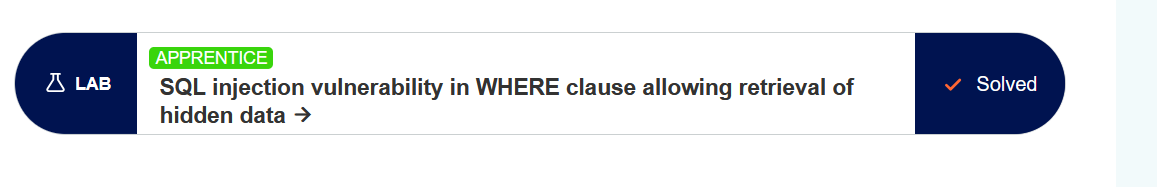 LAB
APPRENTICE
SQL injection vulnerability in WHERE clause allowing retrieval of
hidden data →
Solved